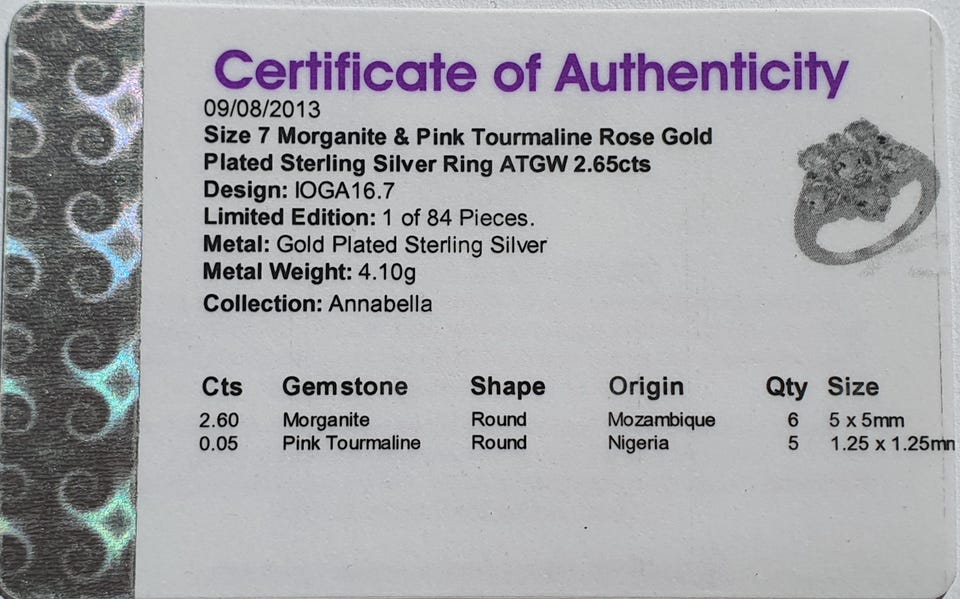 Certificate of Authenticity
09/08/2013
Size 7 Morganite & Pink Tourmaline Rose Gold
Plated Sterling Silver Ring ATGW 2.65cts
Design: IOGA16.7
Limited Edition: 1 of 84 Pieces.
Metal: Gold Plated Sterling Silver
Metal Weight: 4.10g
Collection: Annabella
Cts Gemstone Shape Origin Qty Size
2.60 Morganite Round Mozambique 6 5 x 5mm
0.05 Pink Tourmaline Round Nigeria 5 1.25 x 1.25mm